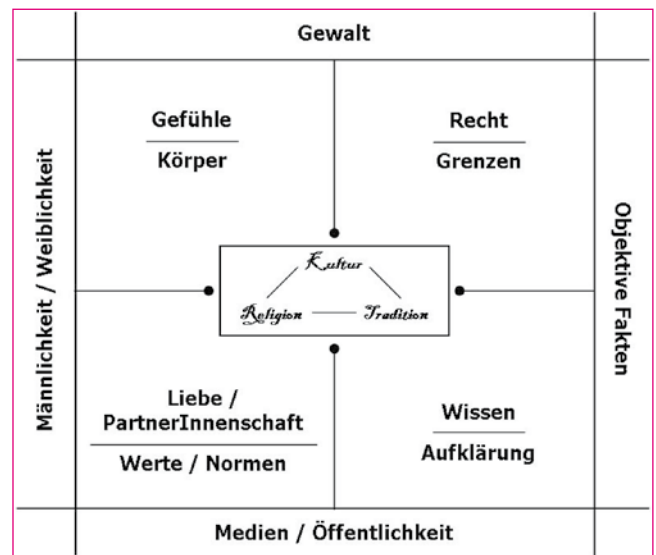 Gewalt
Gefühle
Körper
Recht
Grenzen
Männlichkeit / Weiblichkeit
Kultur
Religion
Tradition
Objektive Fakten
Liebe /
PartnerInnenschaft
Werte / Normen
Wissen
Aufklärung
Medien / Öffentlichkeit